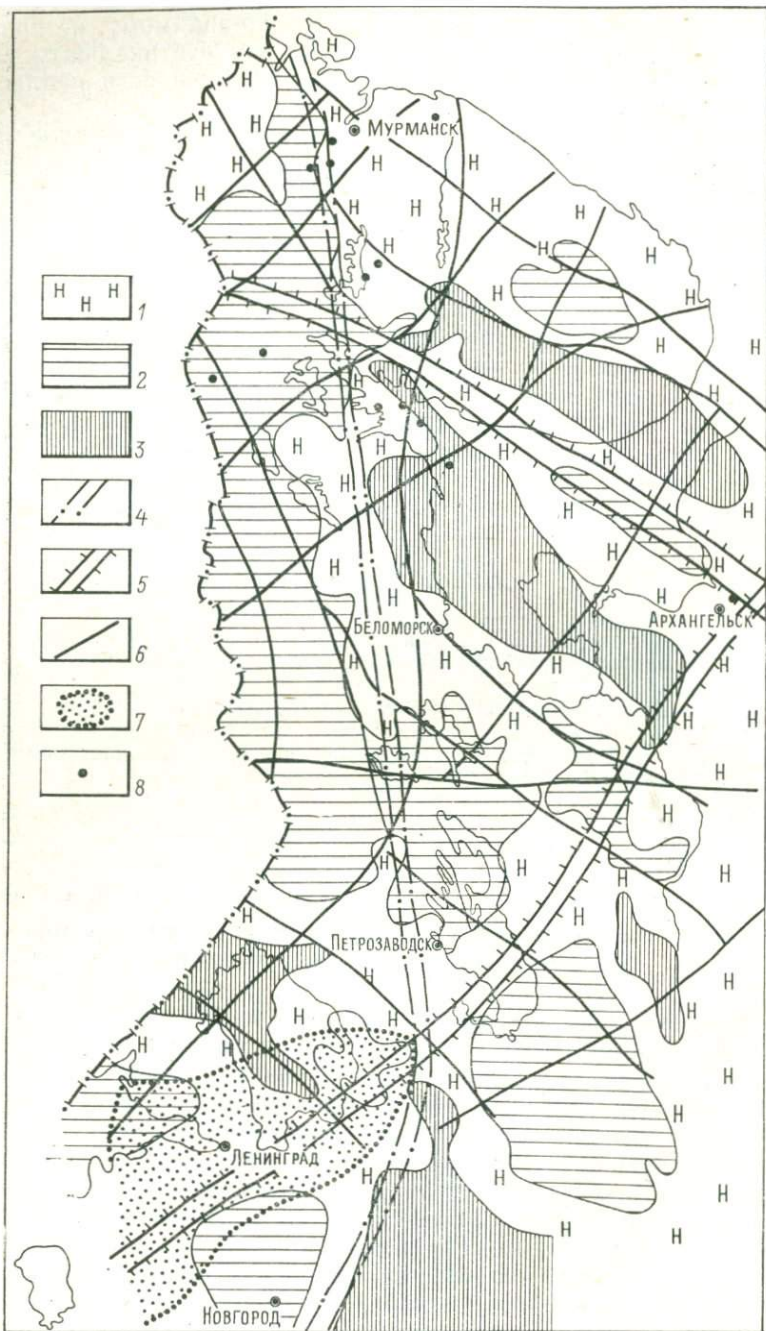 Н
Мурманск
Н Н
Н 1
2
3
4
5
6
7
8
Беломорск
Архангельск
Петрозаводск
Ленинград
Новгород